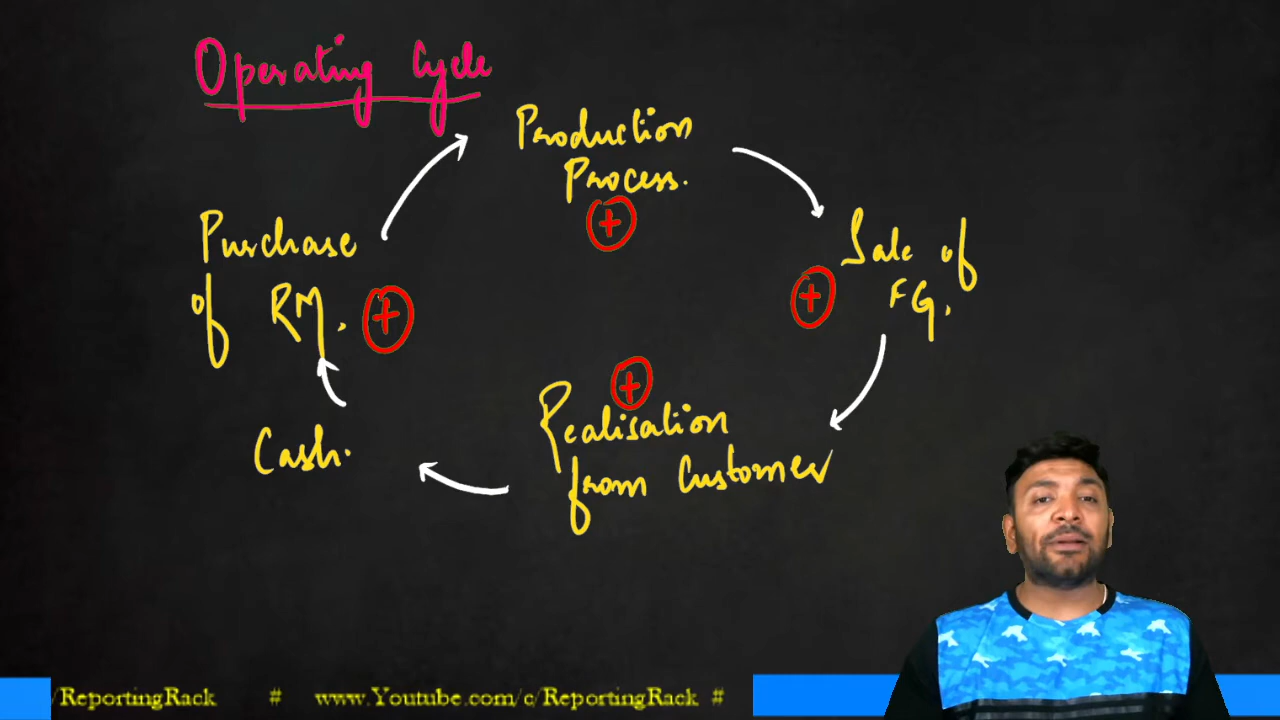 Operating Cycle
Production
Process.
+
Purchase
of RM. +
Sale of
+ FG.
+
Realisation
from Customer
Cash.
/ReportingRack # www.Youtube.com/c/ReportingRack #